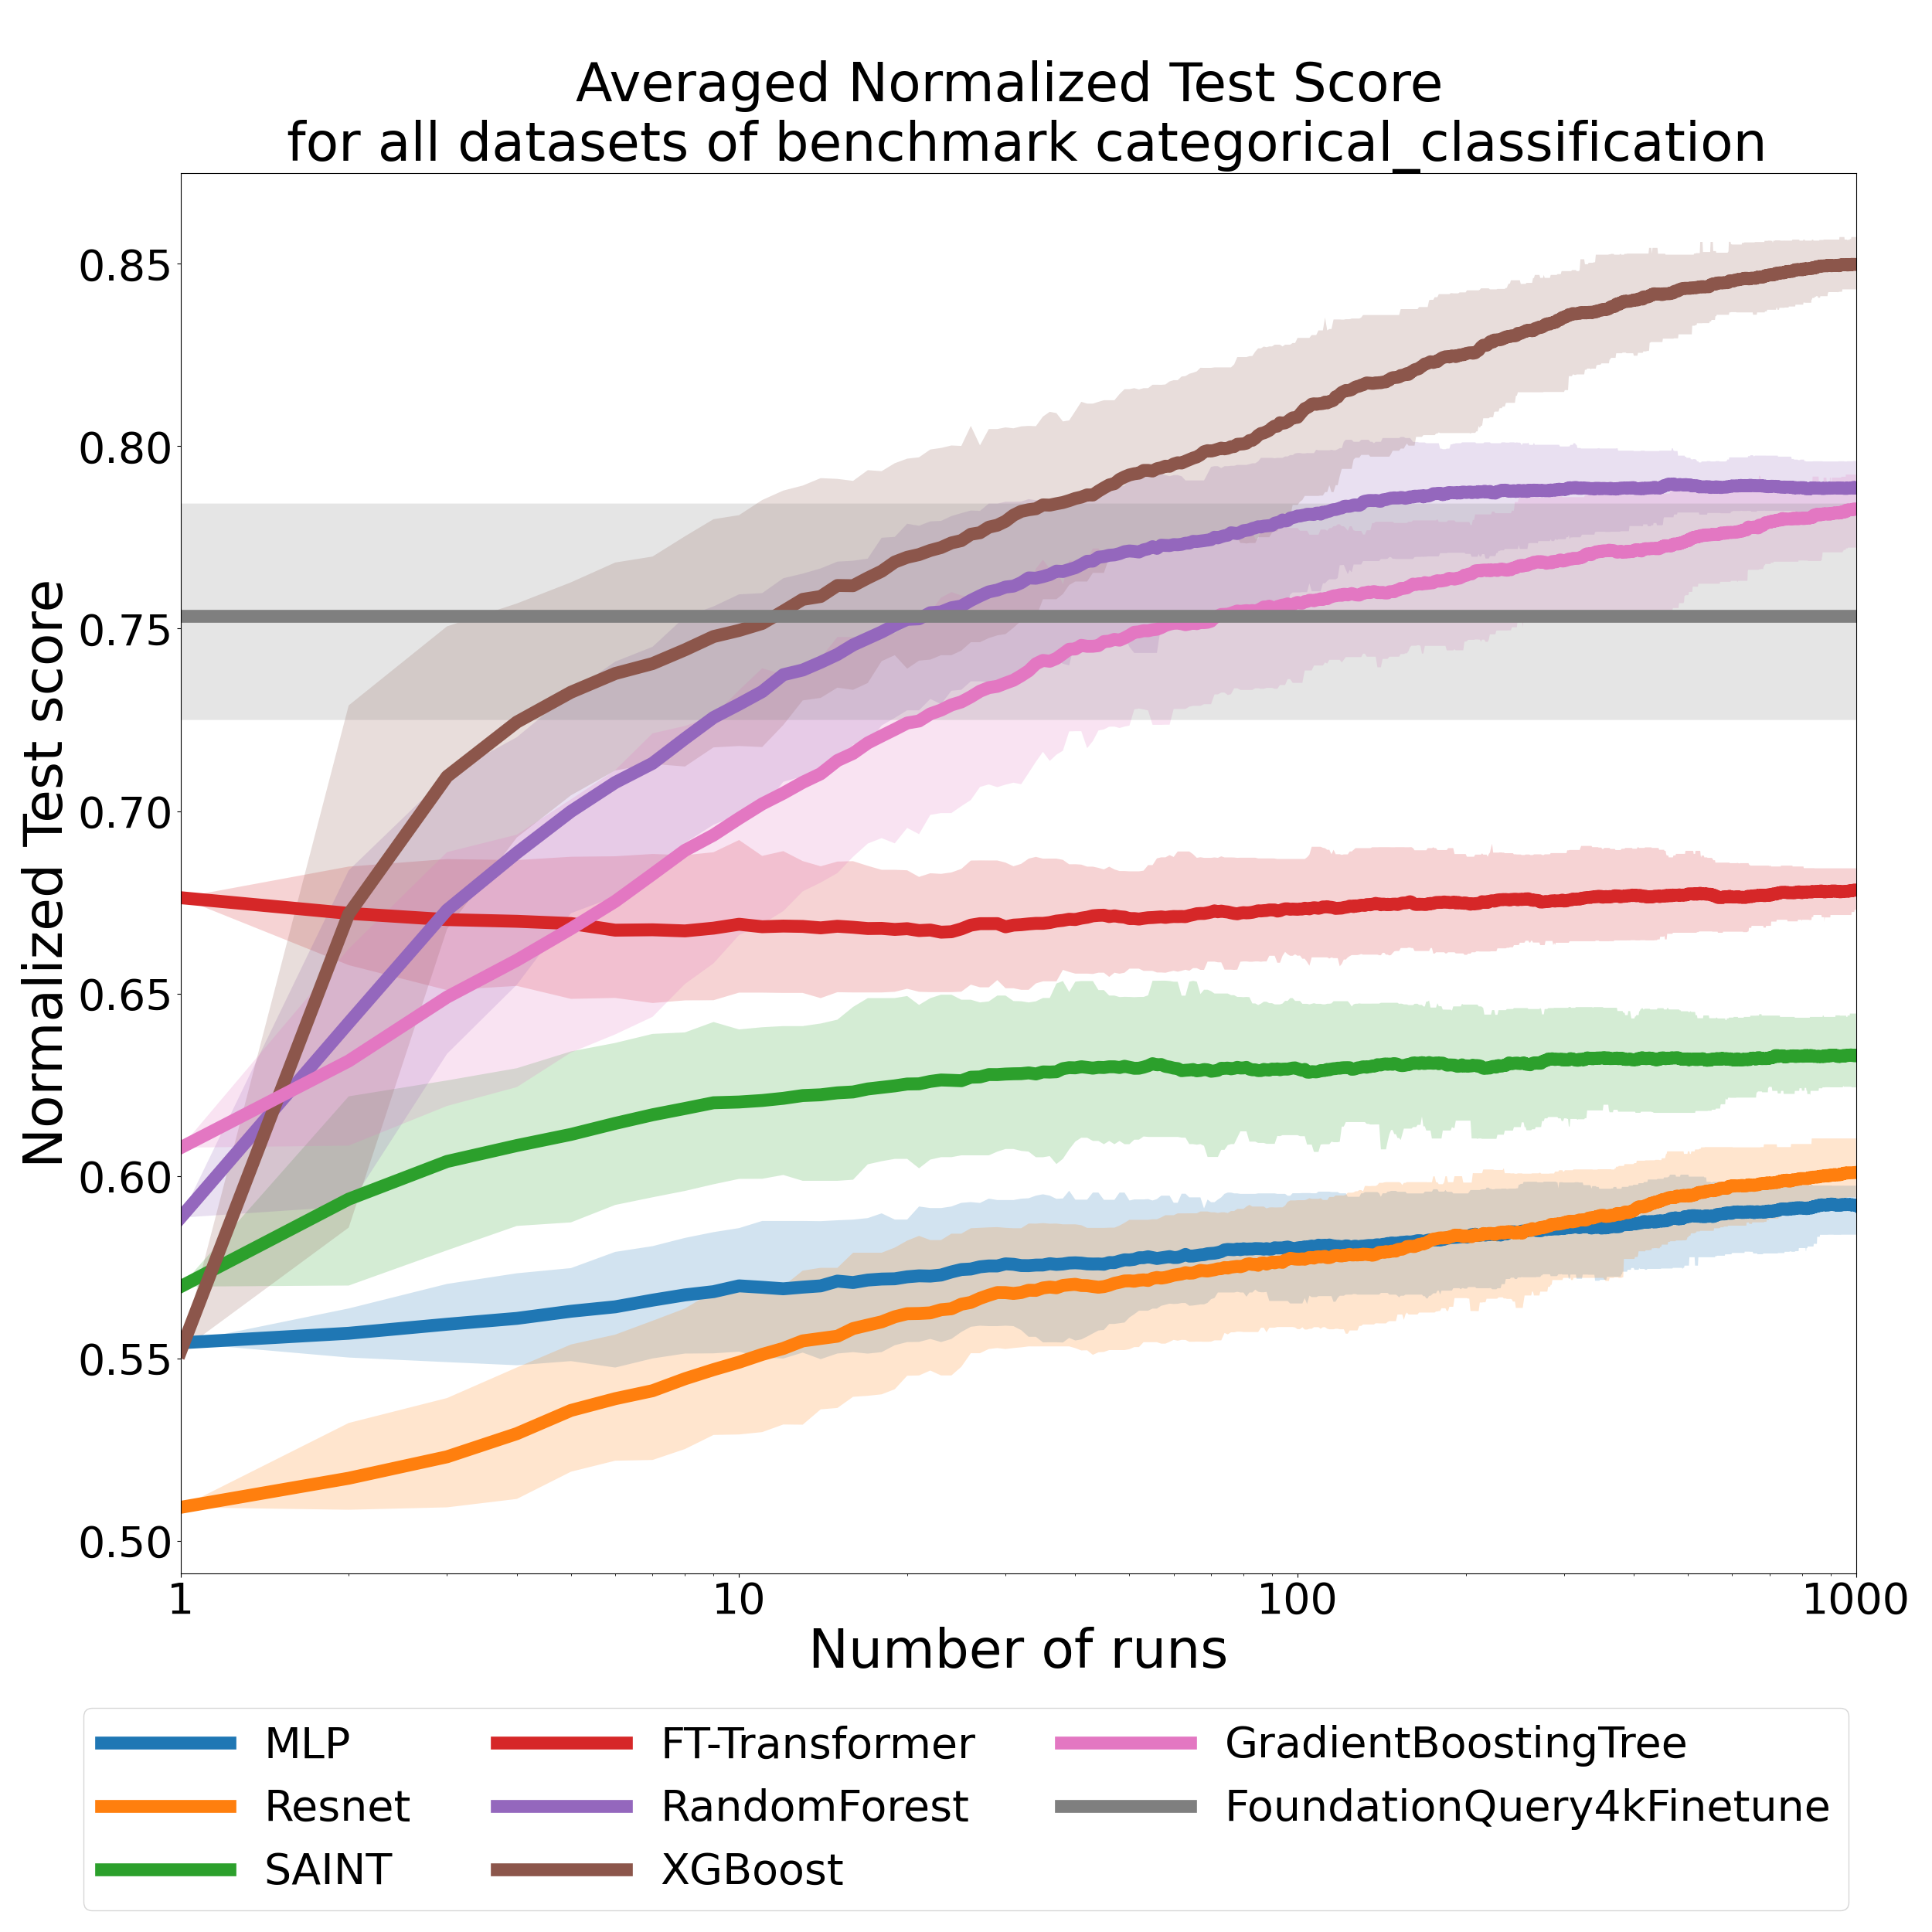 Averaged Normalized Test Score
for all datasets of benchmark categorical_classification
Normalized Test score
0.85
0.80
0.75
0.70
0.65
0.60
0.55
0.50
1
10
100
1000
Number of runs
MLP
Resnet
SAINT
FT-Transformer
RandomForest
XGBoost
GradientBoostingTree
FoundationQuery4kFinetune